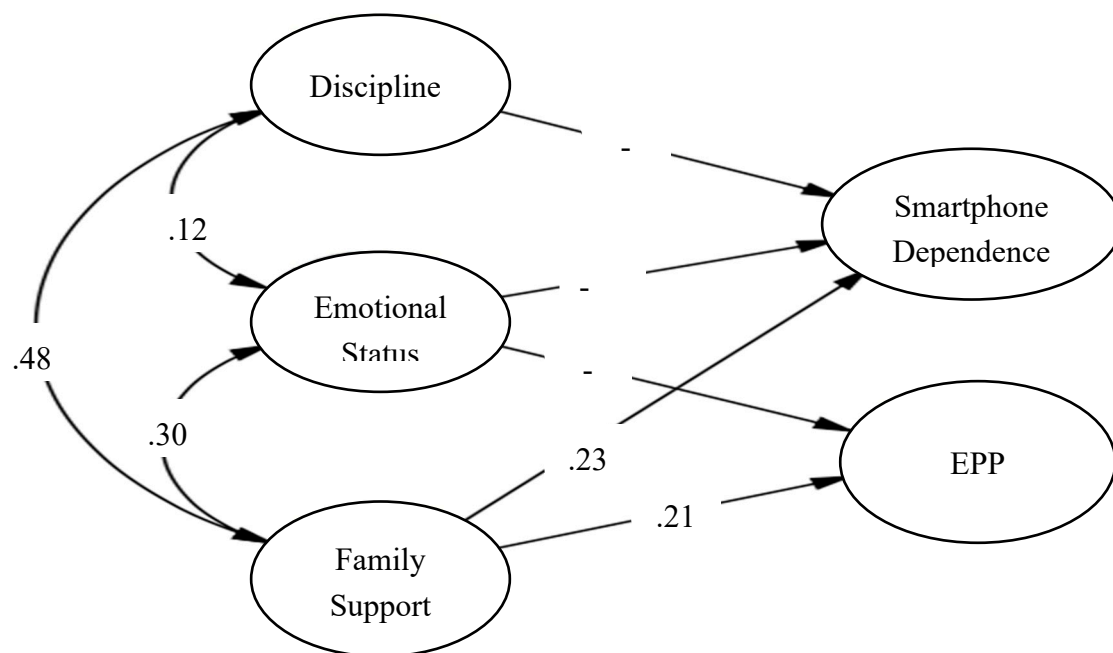 Discipline
-
Smartphone
Dependence
.12
-
Emotional
Status
.48
-
.30
.23
EPP
.21
Family
Support